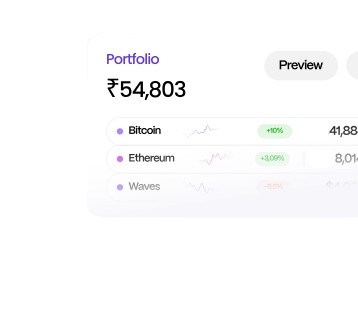 Portfolio
Preview
₹54,803
Bitcoin +10% 41,88
Ethereum +3,09% 8,014
Waves